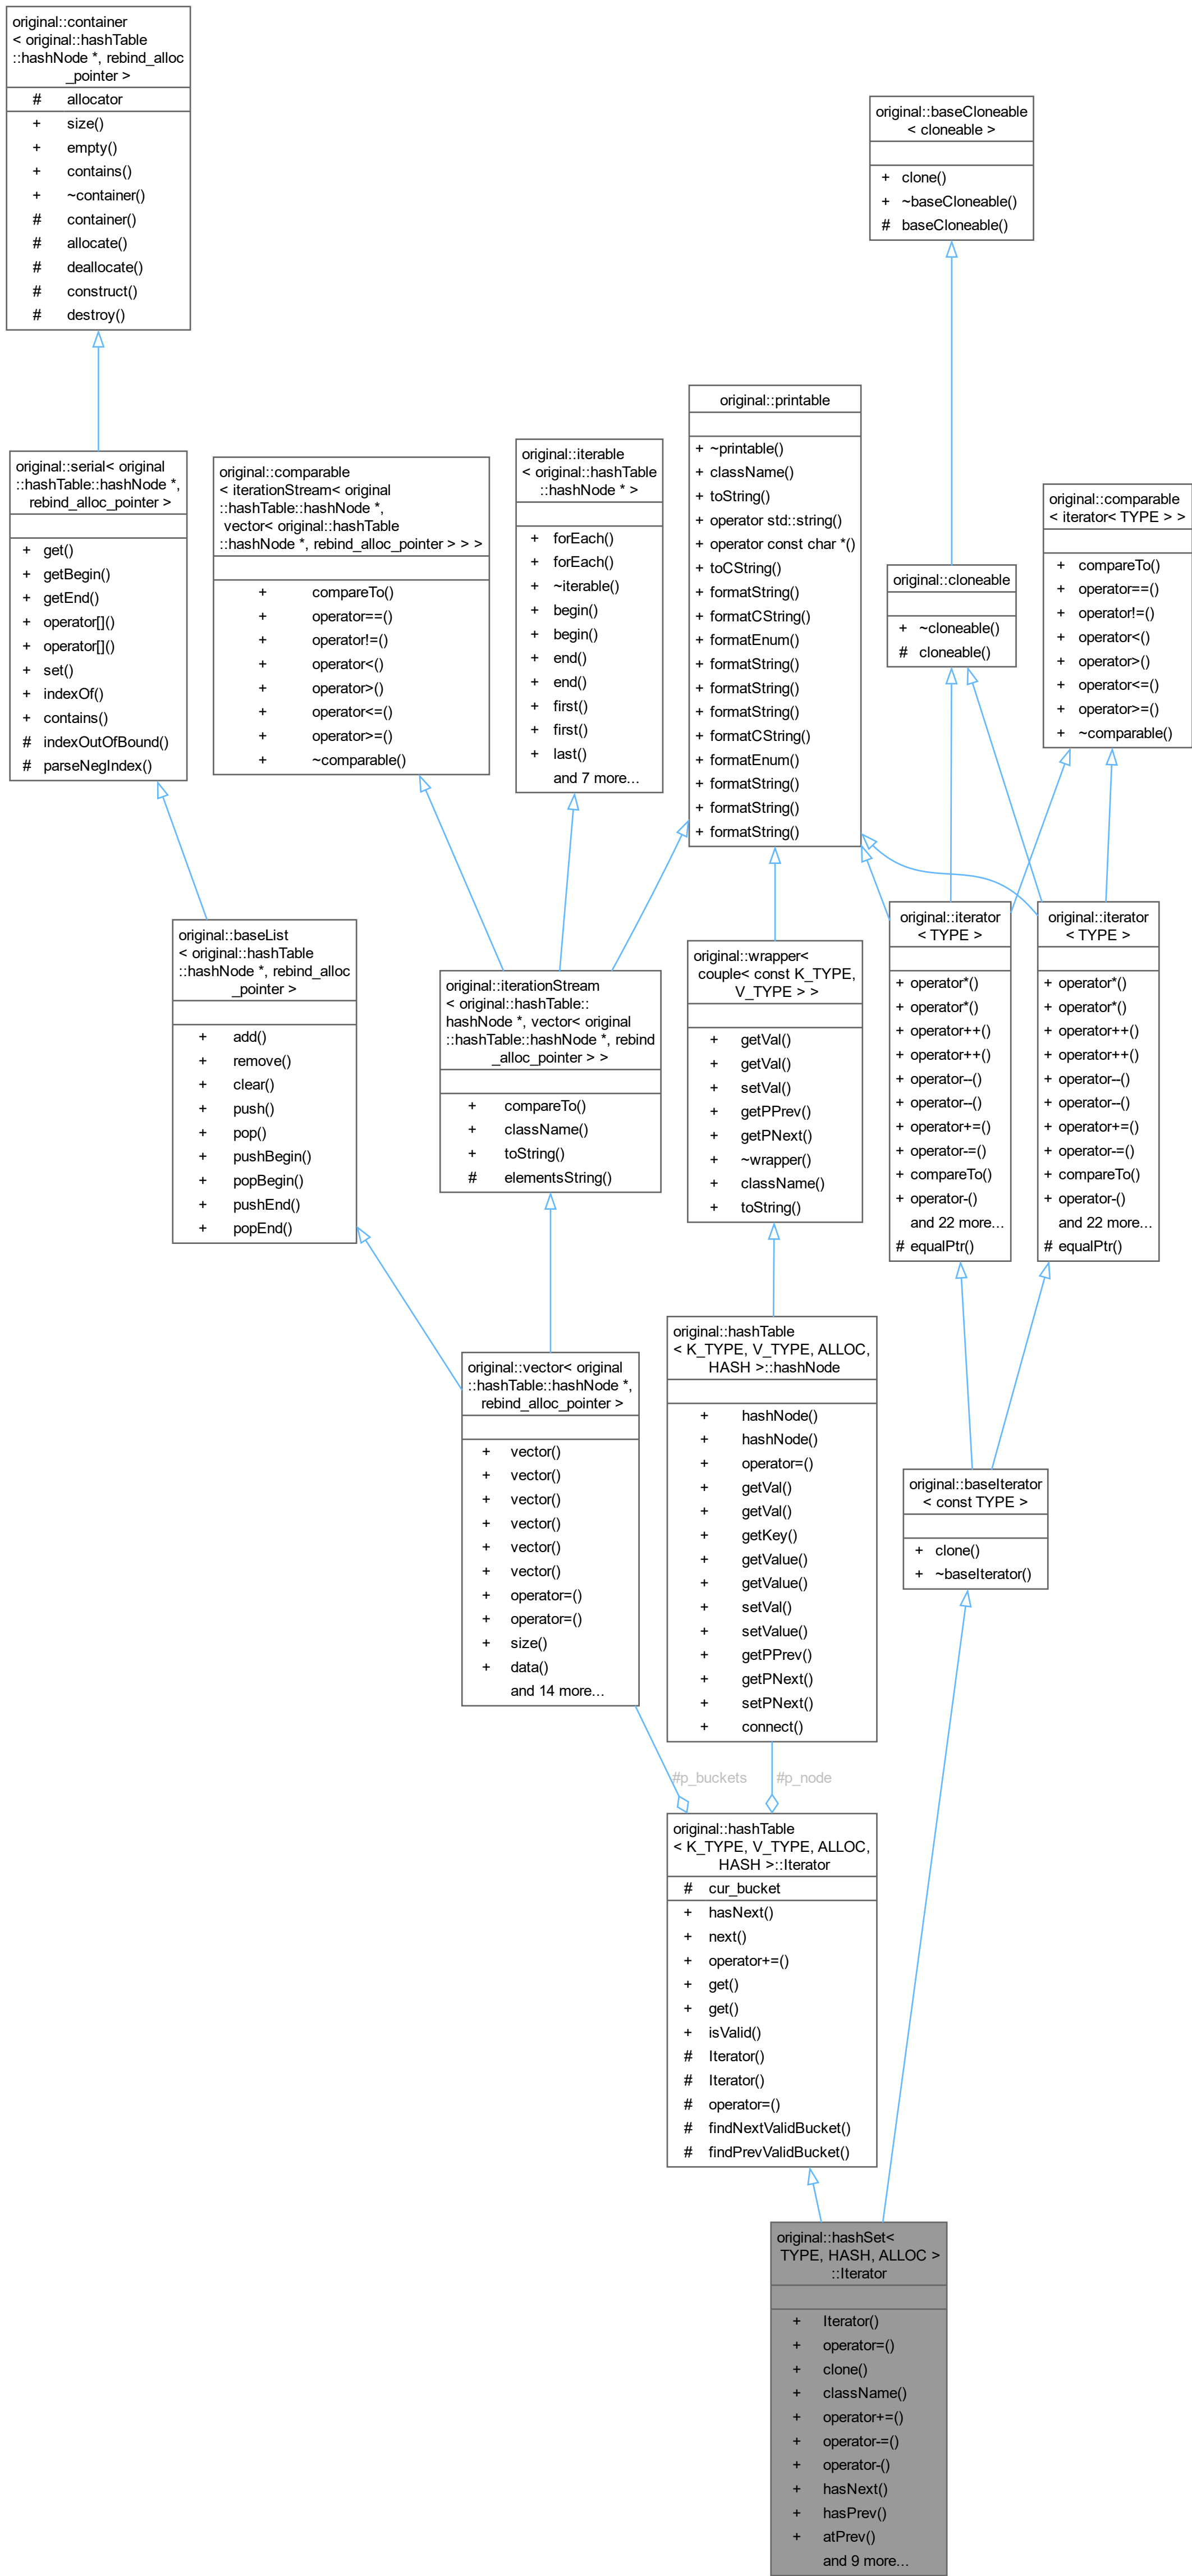 original::container
< original::hashTable
::hashNode *, rebind_alloc
_pointer >
# allocator
+ size()
+ empty()
+ contains()
+ ~container()
# container()
# allocate()
# deallocate()
# construct()
# destroy()
original::baseCloneable
< cloneable >
+ clone()
+ ~baseCloneable()
# baseCloneable()
original::printable
+ ~printable()
+ className()
+ toString()
+ operator std::string()
+ operator const char *()
+ toCString()
+ formatString()
+ formatCString()
+ formatEnum()
+ formatString()
+ formatString()
+ formatString()
+ formatCString()
+ formatEnum()
+ formatString()
+ formatString()
+ formatString()
original::iterable
< original::hashTable
::hashNode * >
+ forEach()
+ forEach()
+ ~iterable()
+ begin()
+ begin()
+ end()
+ end()
+ first()
+ first()
+ last()
and 7 more...
original::serial< original
::hashTable::hashNode *,
rebind_alloc_pointer >
+ get()
+ getBegin()
+ getEnd()
+ operator[]()
+ operator[]()
+ set()
+ indexOf()
+ contains()
# indexOutOfBound()
# parseNegIndex()
original::comparable
< iterationStream< original
::hashTable::hashNode *,
vector< original::hashTable
::hashNode *, rebind_alloc_pointer > > >
+ compareTo()
+ operator==()
+ operator!=()
+ operator<()
+ operator>()
+ operator<=()
+ operator>=()
+ ~comparable()
original::comparable
< iterator< TYPE > >
+ compareTo()
+ operator==()
+ operator!=()
+ operator<()
+ operator>()
+ operator<=()
+ operator>=()
+ ~comparable()
original::cloneable
+ ~cloneable()
# cloneable()
original::baseList
< original::hashTable
::hashNode *, rebind_alloc
_pointer >
+ add()
+ remove()
+ clear()
+ push()
+ pop()
+ pushBegin()
+ popBegin()
+ pushEnd()
+ popEnd()
original::iterationStream
< original::hashTable::
hashNode *, vector< original
::hashTable::hashNode *, rebind
_alloc_pointer > >
+ compareTo()
+ className()
+ toString()
# elementsString()
original::wrapper<
couple< const K_TYPE,
V_TYPE > >
+ getVal()
+ getVal()
+ setVal()
+ getPPrev()
+ getPNext()
+ ~wrapper()
+ className()
+ toString()
original::iterator
< TYPE >
+ operator*()
+ operator*()
+ operator++()
+ operator++()
+ operator--()
+ operator--()
+ operator+=()
+ operator-=()
+ compareTo()
+ operator-()
and 22 more...
# equalPtr()
original::iterator
< TYPE >
+ operator*()
+ operator*()
+ operator++()
+ operator++()
+ operator--()
+ operator--()
+ operator+=()
+ operator-=()
+ compareTo()
+ operator-()
and 22 more...
# equalPtr()
original::vector< original
::hashTable::hashNode *,
rebind_alloc_pointer >
+ vector()
+ vector()
+ vector()
+ vector()
+ vector()
+ vector()
+ operator=()
+ operator=()
+ size()
+ data()
and 14 more...
original::hashTable
< K_TYPE, V_TYPE, ALLOC,
HASH >::hashNode
+ hashNode()
+ hashNode()
+ operator=()
+ getVal()
+ getVal()
+ getKey()
+ getValue()
+ getValue()
+ setVal()
+ setValue()
+ getPPrev()
+ getPNext()
+ setPNext()
+ connect()
original::baseIterator
< const TYPE >
+ clone()
+ ~baseIterator()
#p_buckets
#p_node
original::hashTable
< K_TYPE, V_TYPE, ALLOC,
HASH >::Iterator
# cur_bucket
+ hasNext()
+ next()
+ operator+=()
+ get()
+ get()
+ isValid()
# Iterator()
# Iterator()
# operator=()
# findNextValidBucket()
# findPrevValidBucket()
original::hashSet<
TYPE, HASH, ALLOC >
::Iterator
+ Iterator()
+ operator=()
+ clone()
+ className()
+ operator+=()
+ operator-=()
+ operator-()
+ hasNext()
+ hasPrev()
+ atPrev()
and 9 more...